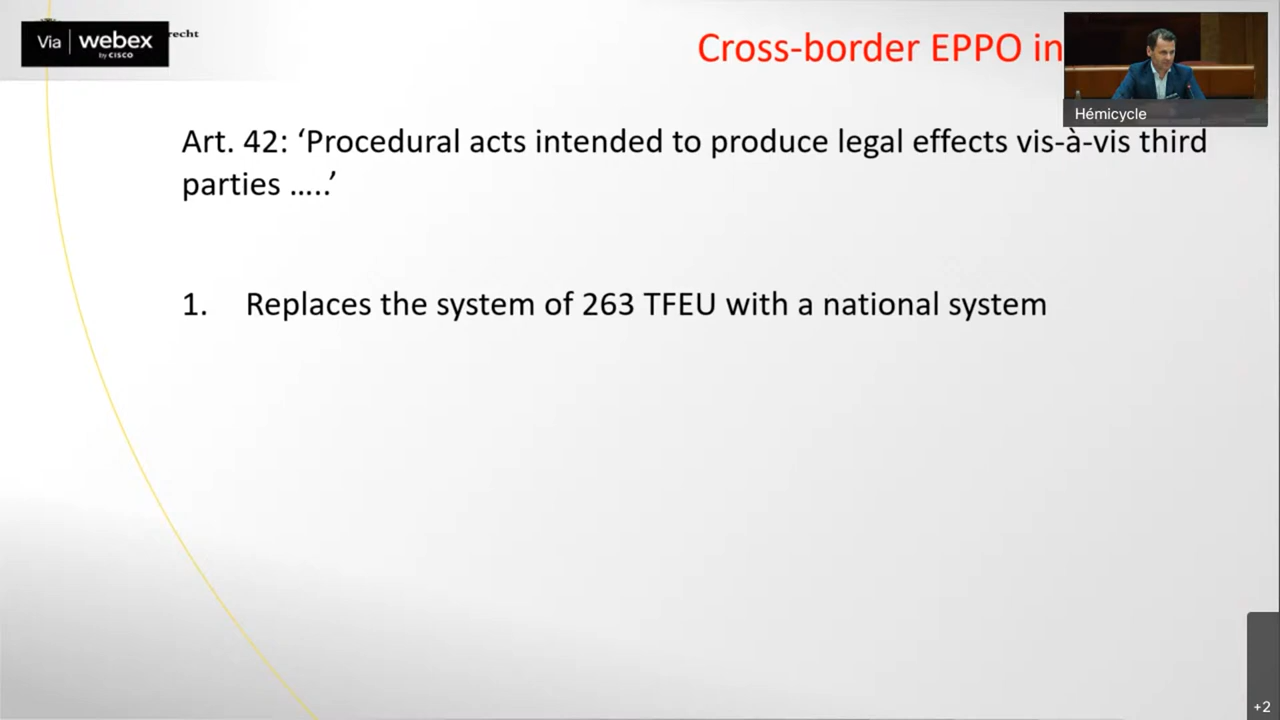 Via webex
by CISCO
recht
Cross-border EPPO in
Hémicycle
Art. 42: ‘Procedural acts intended to produce legal effects vis-à-vis third
parties …..’
1. Replaces the system of 263 TFEU with a national system
+2